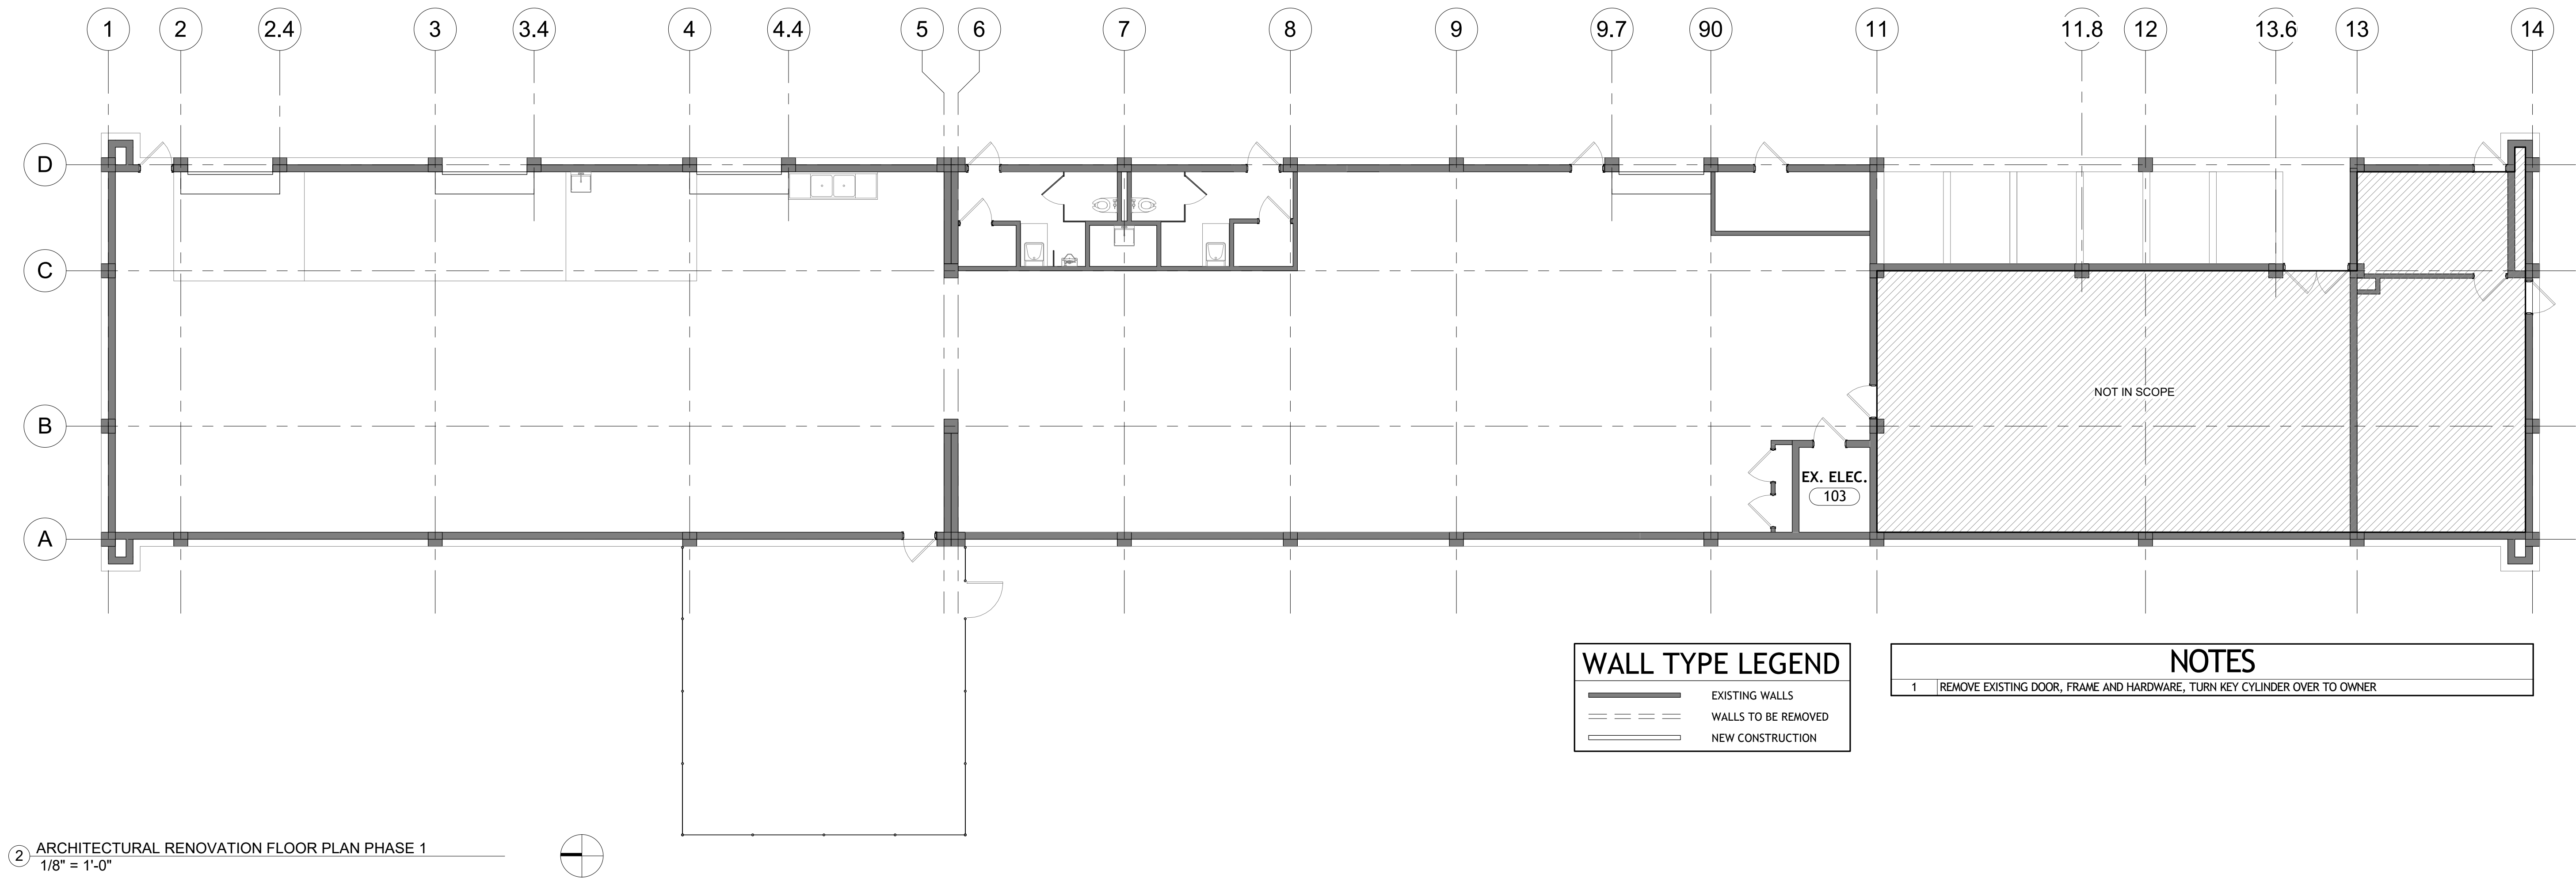 1 2 2.4 3 3.4 4 4.4 5 6 7 8 9 9.7 90 11 11.8 12 13.6 13 14
D
C
B
NOT IN SCOPE
EX. ELEC.
103
A
WALL TYPE LEGEND
EXISTING WALLS
WALLS TO BE REMOVED
NEW CONSTRUCTION
NOTES
1 REMOVE EXISTING DOOR, FRAME AND HARDWARE, TURN KEY CYLINDER OVER TO OWNER
2 ARCHITECTURAL RENOVATION FLOOR PLAN PHASE 1
1/8" = 1'-0"